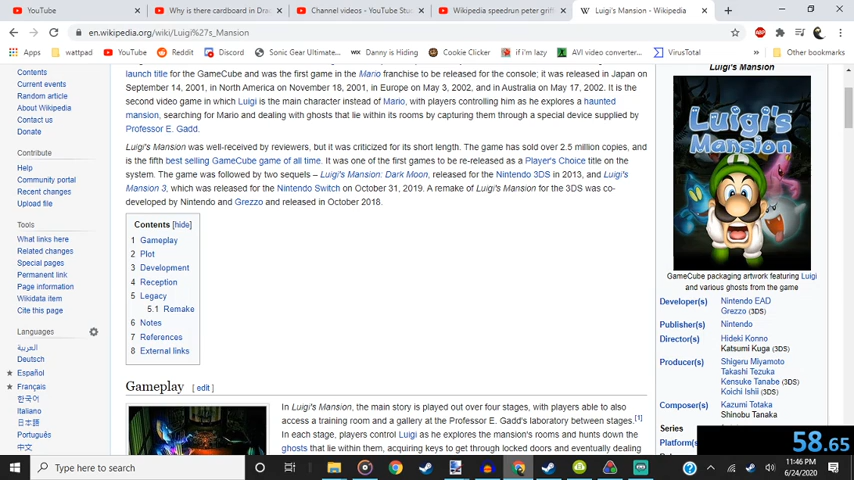 YouTube
Why is there cardboard in Dra
Channel videos - YouTube Stu
Wikipedia speedrun peter griff
Luigi's Mansion - Wikipedia
en.wikipedia.org/wiki/Luigi%27s_Mansion
Apps
wattpad
YouTube
Reddit
Discord
Sonic Gear Ultimate...
Danny is Hiding
Cookie Clicker
if i'm lazy
AVI video converter...
VirusTotal
Other bookmarks
Contents
Current events
Random article
About Wikipedia
Contact us
Donate
Contribute
Help
Community portal
Recent changes
Upload file
Tools
What links here
Related changes
Special pages
Permanent link
Page information
Wikidata item
Cite this page
Languages
العربية
Deutsch
Español
Français
한국어
Italiano
日本語
Português
中文
launch title for the GameCube and was the first game in the Mario franchise to be released for the console; it was released in Japan on
September 14, 2001, in North America on November 18, 2001, in Europe on May 3, 2002, and in Australia on May 17, 2002. It is the
second video game in which Luigi is the main character instead of Mario, with players controlling him as he explores a haunted
mansion, searching for Mario and dealing with ghosts that lie within its rooms by capturing them through a special device supplied by
Professor E. Gadd.
Luigi's Mansion was well-received by reviewers, but it was criticized for its short length. The game has sold over 2.5 million copies, and
is the fifth best selling GameCube game of all time. It was one of the first games to be re-released as a Player's Choice title on the
system. The game was followed by two sequels – Luigi's Mansion: Dark Moon, released for the Nintendo 3DS in 2013, and Luigi's
Mansion 3, which was released for the Nintendo Switch on October 31, 2019. A remake of Luigi's Mansion for the 3DS was co-
developed by Nintendo and Grezzo and released in October 2018.
Contents [hide]
1 Gameplay
2 Plot
3 Development
4 Reception
5 Legacy
5.1 Remake
6 Notes
7 References
8 External links
Gameplay [ edit ]
In Luigi's Mansion, the main story is played out over four stages, with players able to also
access a training room and a gallery at the Professor E. Gadd's laboratory between stages.[1]
In each stage, players control Luigi as he explores the mansion's rooms and hunts down the
ghosts that lie within them, acquiring keys to get through locked doors and eventually dealing
Luigi's Mansion
Luigi's
Mansion
GameCube packaging artwork featuring Luigi
and various ghosts from the game
Developer(s) Nintendo EAD
Grezzo (3DS)
Publisher(s) Nintendo
Director(s) Hideki Konno
Katsumi Kuga (3DS)
Producer(s) Shigeru Miyamoto
Takashi Tezuka
Kensuke Tanabe (3DS)
Koichi Ishii (3DS)
Composer(s) Kazumi Totaka
Shinobu Tanaka
Series
Platform(s)
58.65
Type here to search
11:46 PM
6/24/2020